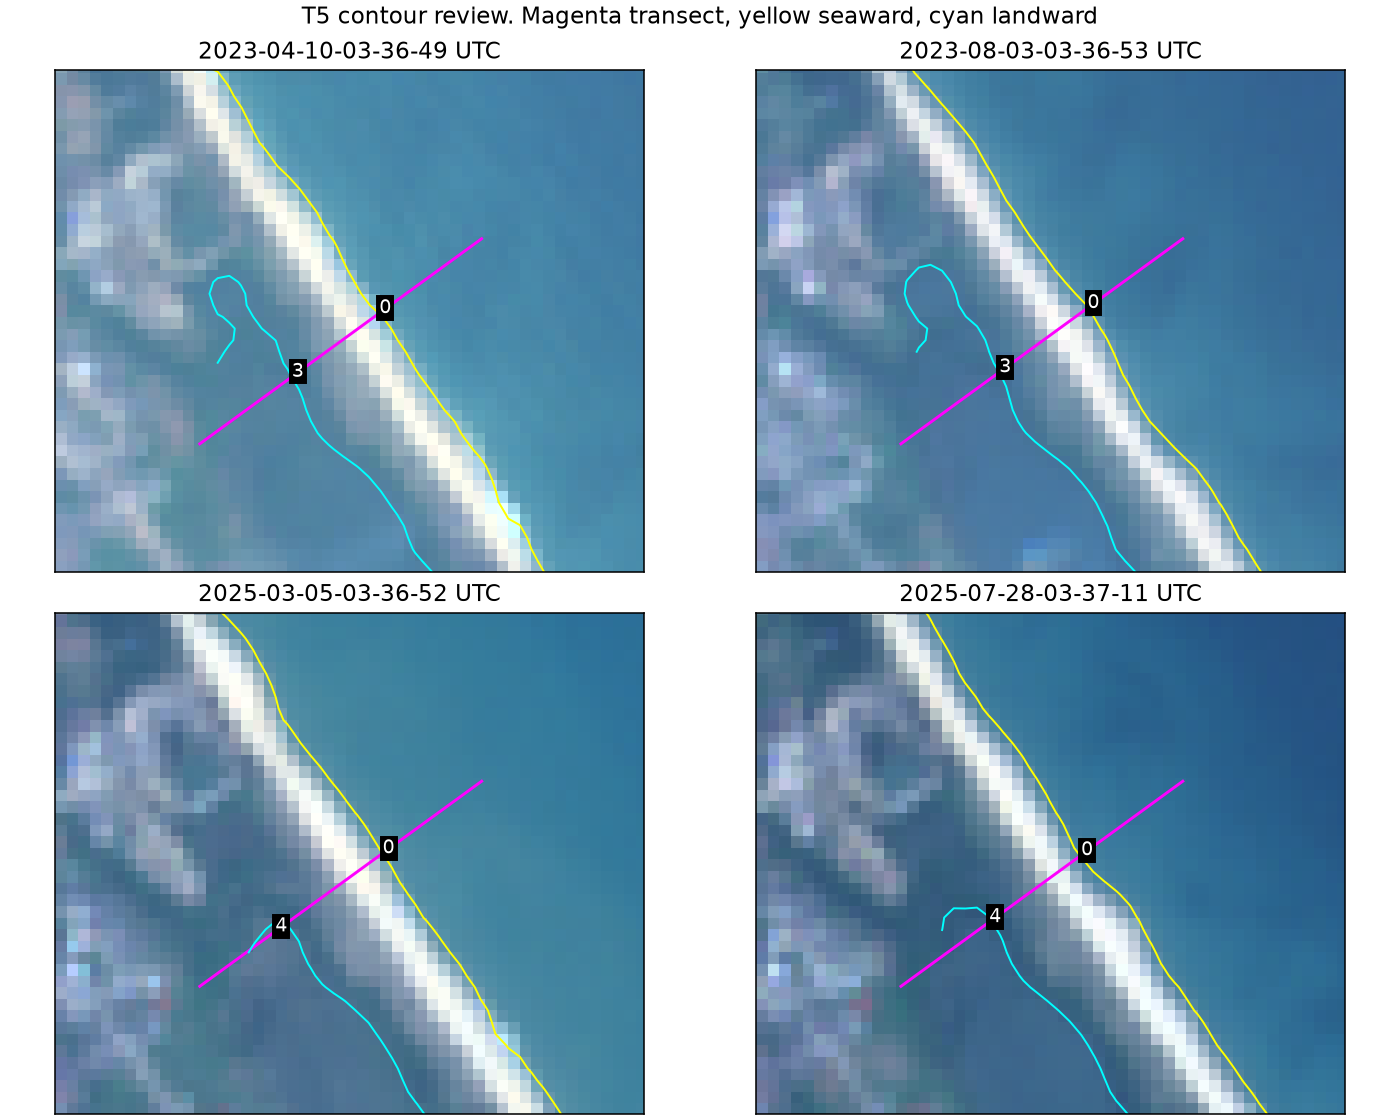 T5 contour review. Magenta transect, yellow seaward, cyan landward
2023-04-10-03-36-49 UTC
2023-08-03-03-36-53 UTC
0
3
0
3
2025-03-05-03-36-52 UTC
2025-07-28-03-37-11 UTC
0
4
0
4